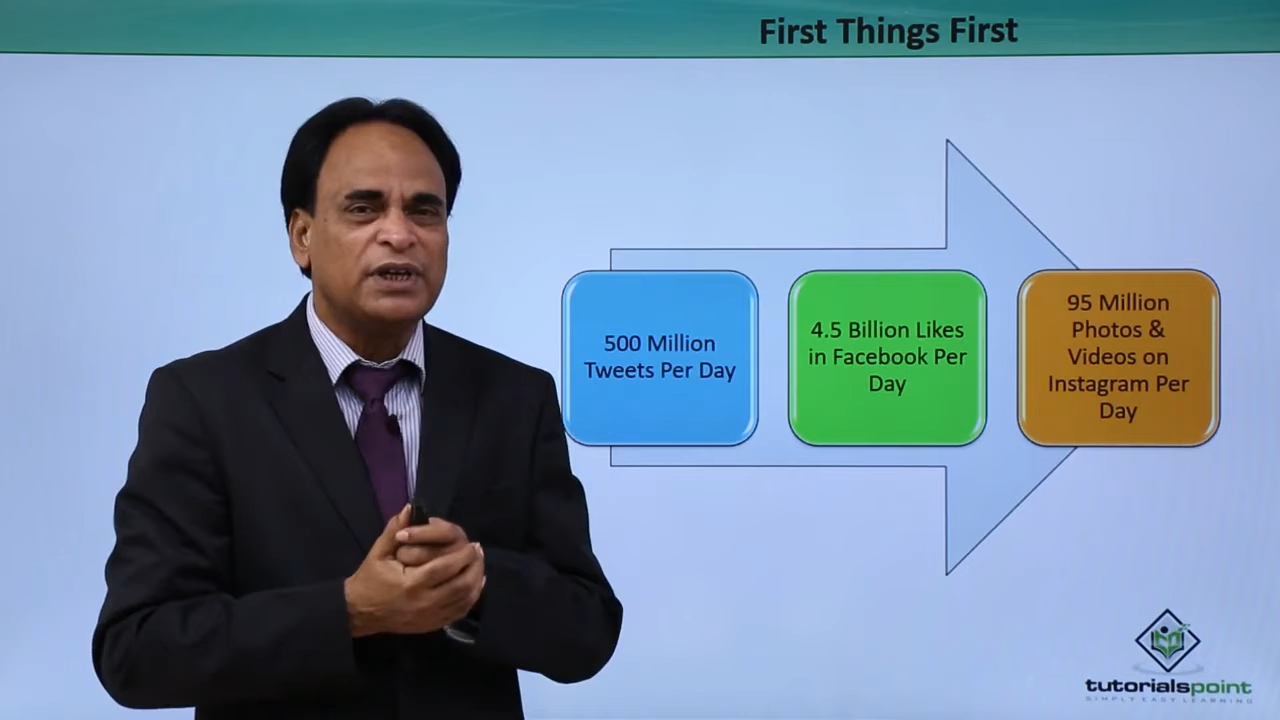 First Things First
500 Million
Tweets Per Day
4.5 Billion Likes
in Facebook Per
Day
95 Million
Photos &
Videos on
Instagram Per
Day
tutorialspoint
SIMPLY EASY LEARNING